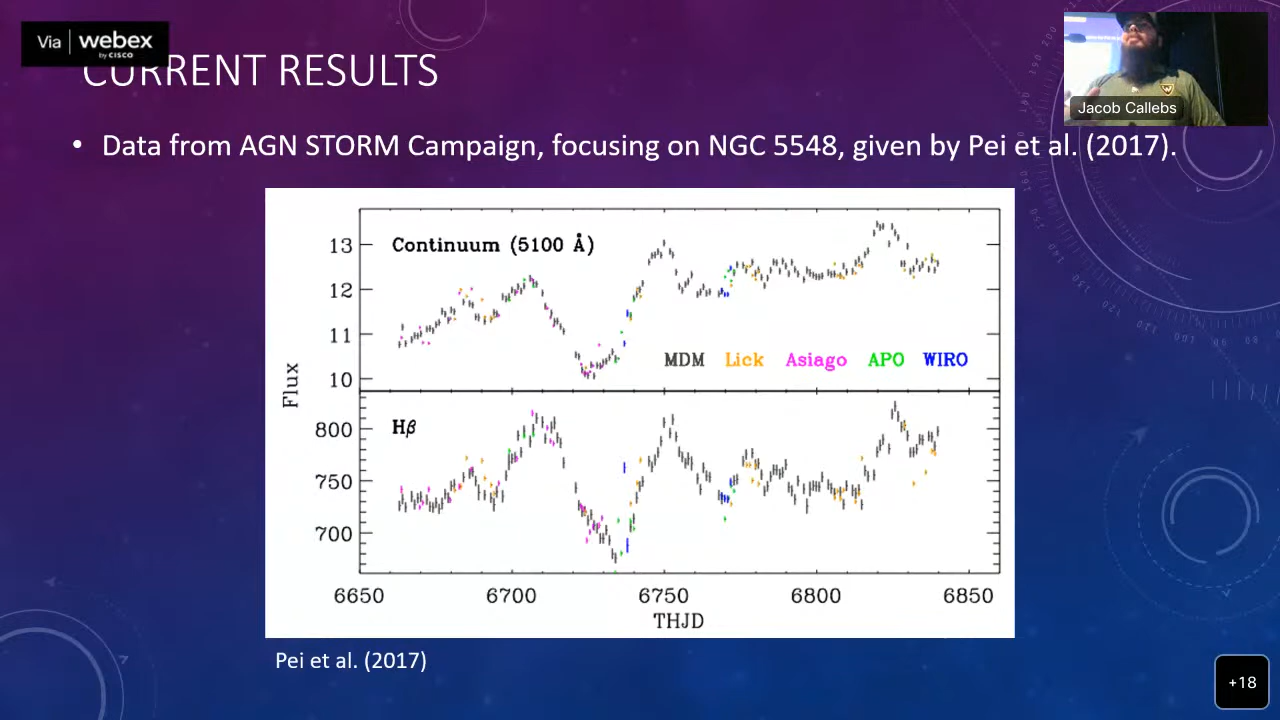 Via webex
by CISCO
CURRENT RESULTS
Jacob Callebs
• Data from AGN STORM Campaign, focusing on NGC 5548, given by Pei et al. (2017).
13
Continuum (5100 Å)
12
11
MDM Lick Asiago APO WIRO
10
Flux
800
Hβ
750
700
6650 6700 6750 6800 6850
THJD
Pei et al. (2017)
+18